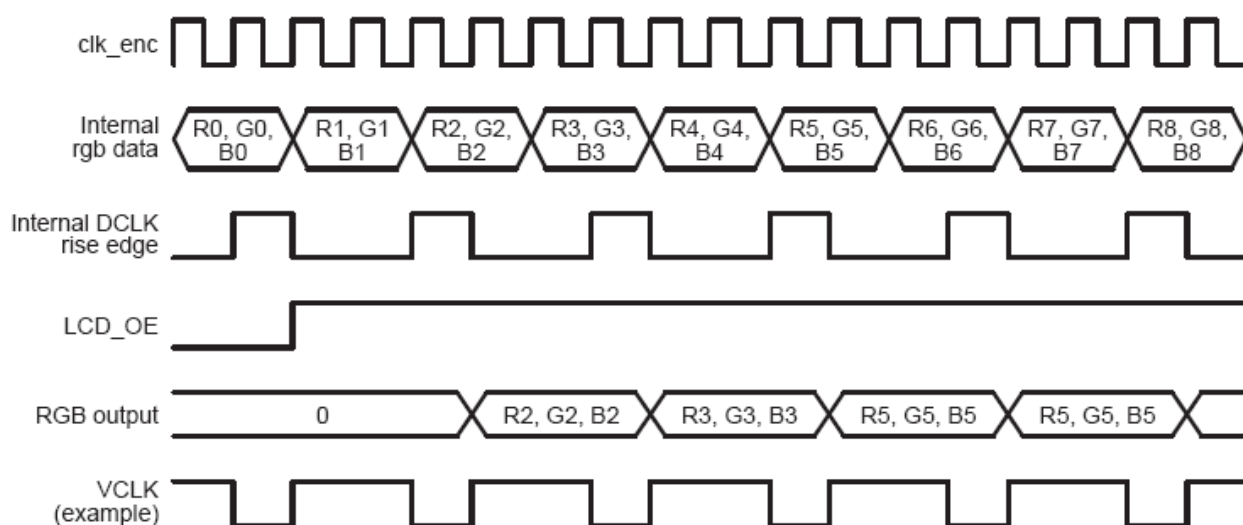 clk_enc
Internal
rgb data
R0, G0,
B0
R1, G1
B1
R2, G2,
B2
R3, G3,
B3
R4, G4,
B4
R5, G5,
B5
R6, G6,
B6
R7, G7,
B7
R8, G8,
B8
Internal DCLK
rise edge
LCD_OE
RGB output
0
R2, G2, B2
R3, G3, B3
R5, G5, B5
R5, G5, B5
VCLK
(example)